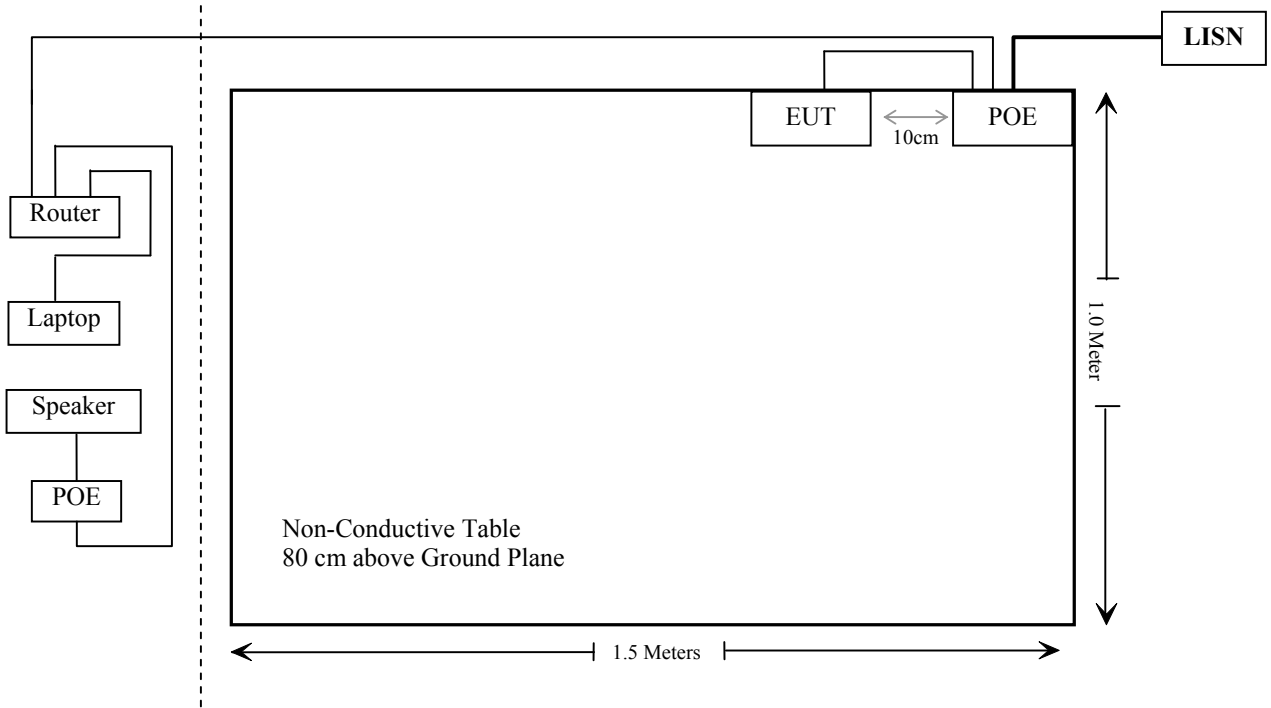 LISN
EUT
POE
10cm
Router
Laptop
1.0 Meter
Speaker
POE
Non-Conductive Table
80 cm above Ground Plane
1.5 Meters